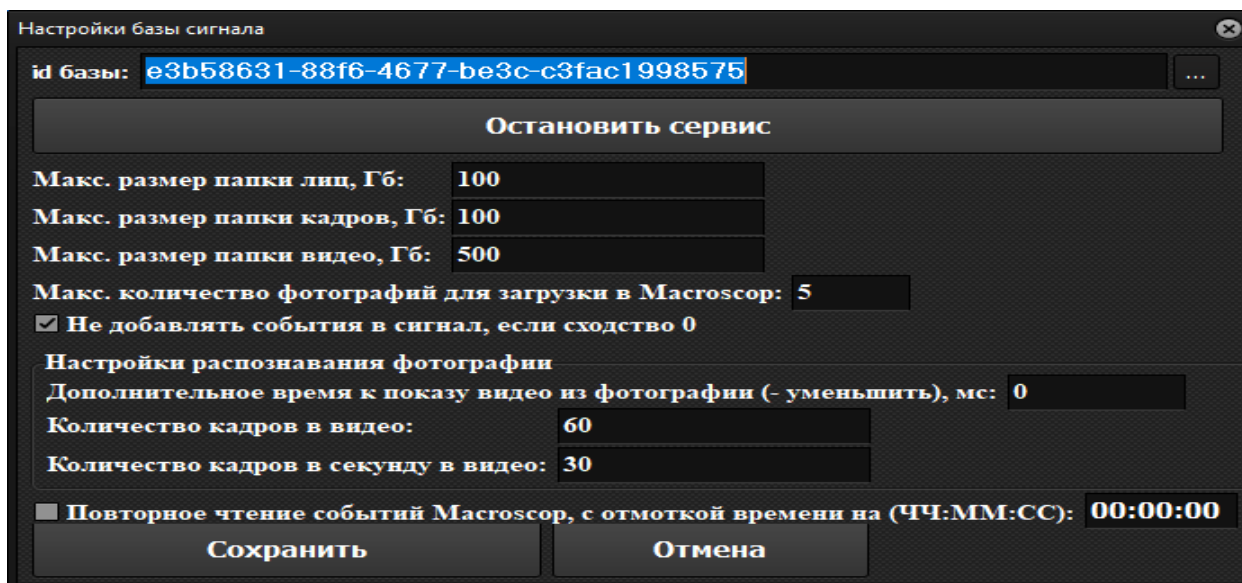 Настройки базы сигнала
id базы: e3b58631-88f6-4677-be3c-c3fac1998575 ...
Остановить сервис
Макс. размер папки лиц, Гб: 100
Макс. размер папки кадров, Гб: 100
Макс. размер папки видео, Гб: 500
Макс. количество фотографий для загрузки в Macroscop: 5
Не добавлять события в сигнал, если сходство 0
Настройки распознавания фотографии
Дополнительное время к показу видео из фотографии (- уменьшить), мс: 0
Количество кадров в видео: 60
Количество кадров в секунду в видео: 30
Повторное чтение событий Macroscop, с отмоткой времени на (ЧЧ:ММ:СС): 00:00:00
Сохранить Отмена